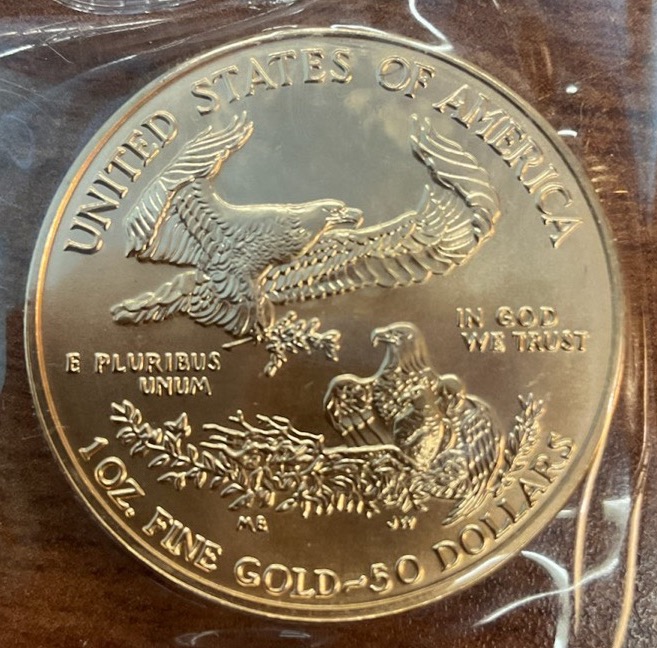 UNITED STATES OF AMERICA
IN GOD
WE TRUST
E PLURIBUS
UNUM
MB
JW
1 OZ. FINE GOLD~50 DOLLARS